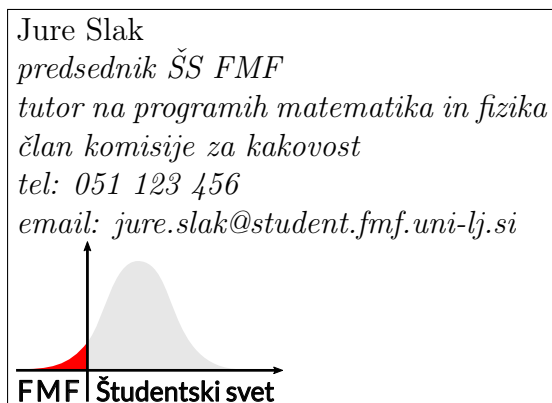 Jure Slak
predsednik ŠS FMF
tutor na programih matematika in fizika
član komisije za kakovost
tel: 051 123 456
email: jure.slak@student.fmf.uni-lj.si
FMF Študentski svet